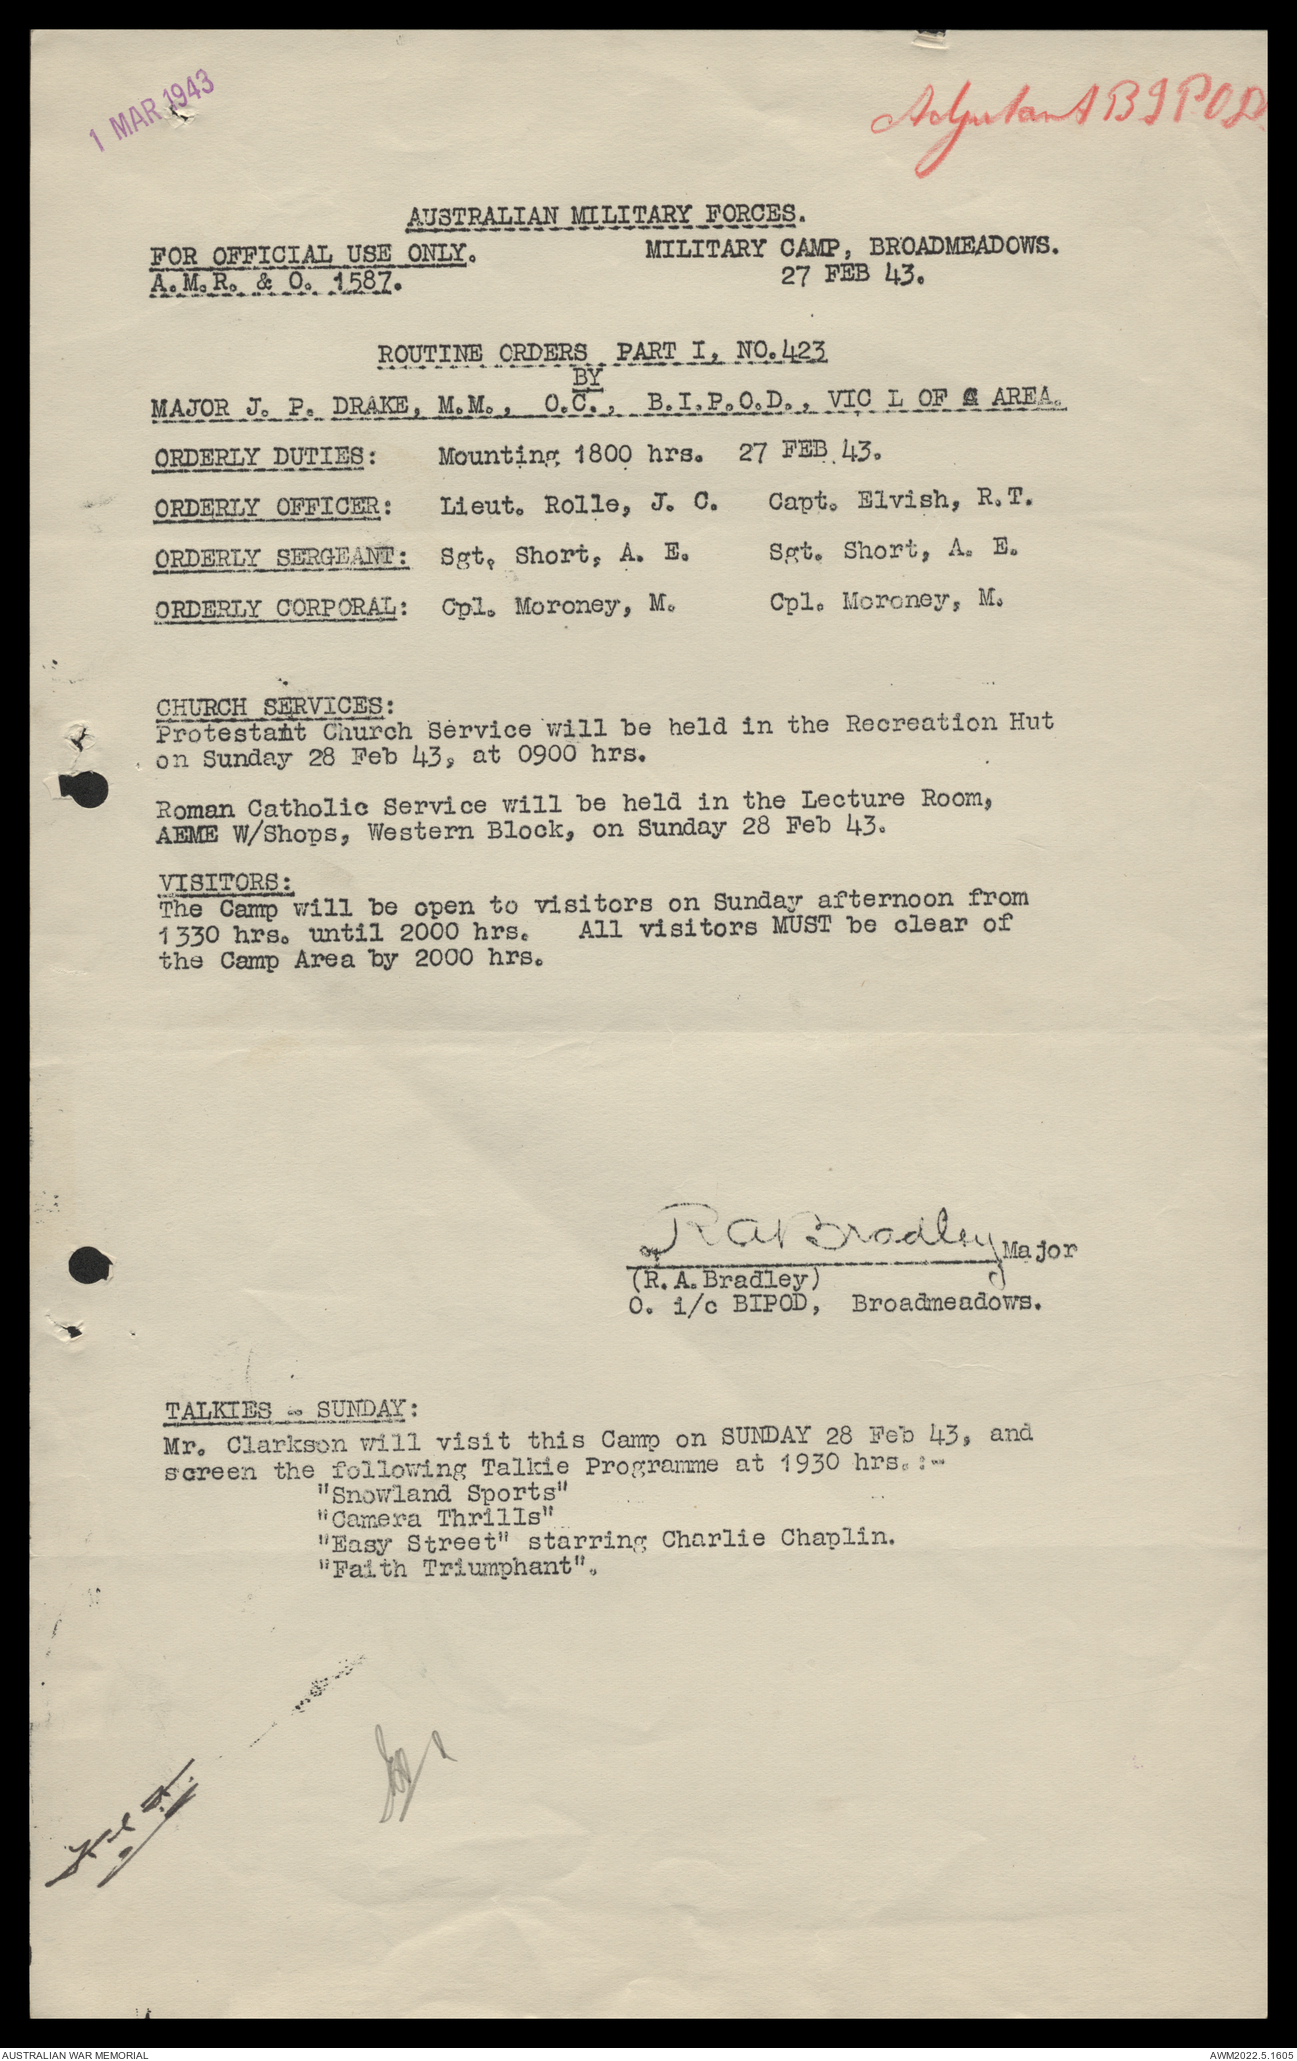 1 MAR 1943
Adjutant BIPOD
AUSTRALIAN MILITARY FORCES.
FOR OFFICIAL USE ONLY. MILITARY CAMP, BROADMEADOWS.
A.M.R. & O. 1587. 27 FEB 43.
ROUTINE ORDERS PART I, NO.423
BY
MAJOR J. P. DRAKE, M.M., O.C., B.I.P.O.D., VIC L OF C AREA.
ORDERLY DUTIES: Mounting 1800 hrs. 27 FEB 43.
ORDERLY OFFICER: Lieut. Rolle, J. C. Capt. Elvish, R.T.
ORDERLY SERGEANT: Sgt. Short, A. E. Sgt. Short, A. E.
ORDERLY CORPORAL: Cpl. Moroney, M. Cpl. Moroney, M.
CHURCH SERVICES:
Protestant Church Service will be held in the Recreation Hut
on Sunday 28 Feb 43, at 0900 hrs.
Roman Catholic Service will be held in the Lecture Room,
AEME W/Shops, Western Block, on Sunday 28 Feb 43.
VISITORS:
The Camp will be open to visitors on Sunday afternoon from
1330 hrs. until 2000 hrs. All visitors MUST be clear of
the Camp Area by 2000 hrs.
R A Bradley Major
(R.A.Bradley)
O. i/c BIPOD, Broadmeadows.
TALKIES - SUNDAY:
Mr. Clarkson will visit this Camp on SUNDAY 28 Feb 43, and
screen the following Talkie Programme at 1930 hrs.:-
"Snowland Sports"
"Camera Thrills"
"Easy Street" starring Charlie Chaplin.
"Faith Triumphant".
AUSTRALIAN WAR MEMORIAL AWM2022.5.1605